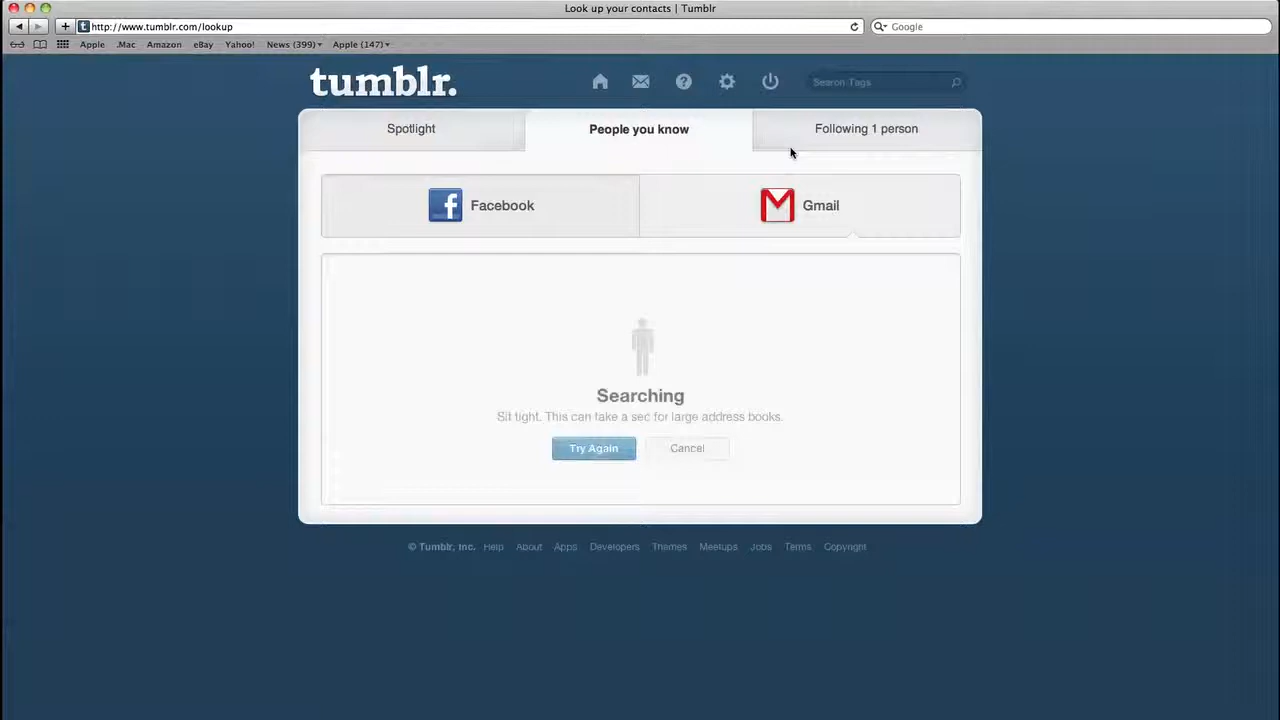 Look up your contacts | Tumblr
http://www.tumblr.com/lookup
Google
Apple .Mac Amazon eBay Yahoo! News (399) Apple (147)
tumblr.
Search Tags
Spotlight
People you know
Following 1 person
Facebook
Gmail
Searching
Sit tight. This can take a sec for large address books.
Try Again
Cancel
© Tumblr, Inc. Help About Apps Developers Themes Meetups Jobs Terms Copyright